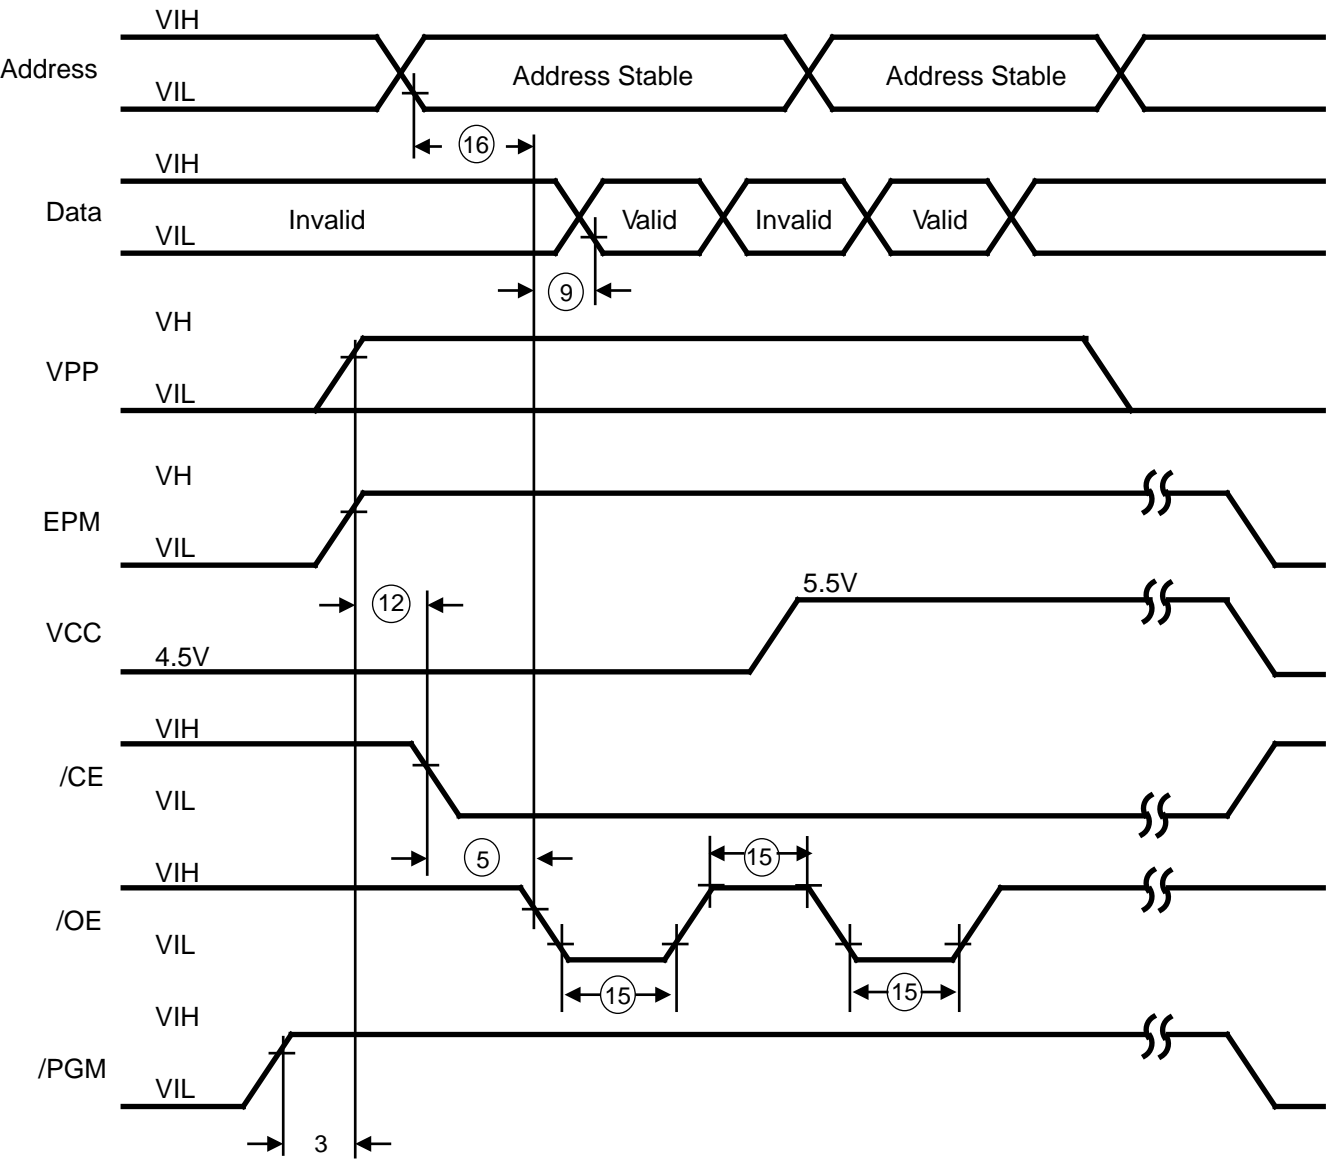 VIH
Address
Address Stable
Address Stable
VIL
16
VIH
Data
Invalid
Valid
Invalid
Valid
VIL
9
VH
VPP
VIL
VH
EPM
VIL
12
5.5V
VCC
4.5V
VIH
/CE
VIL
5
15
VIH
/OE
VIL
15
15
VIH
/PGM
VIL
3